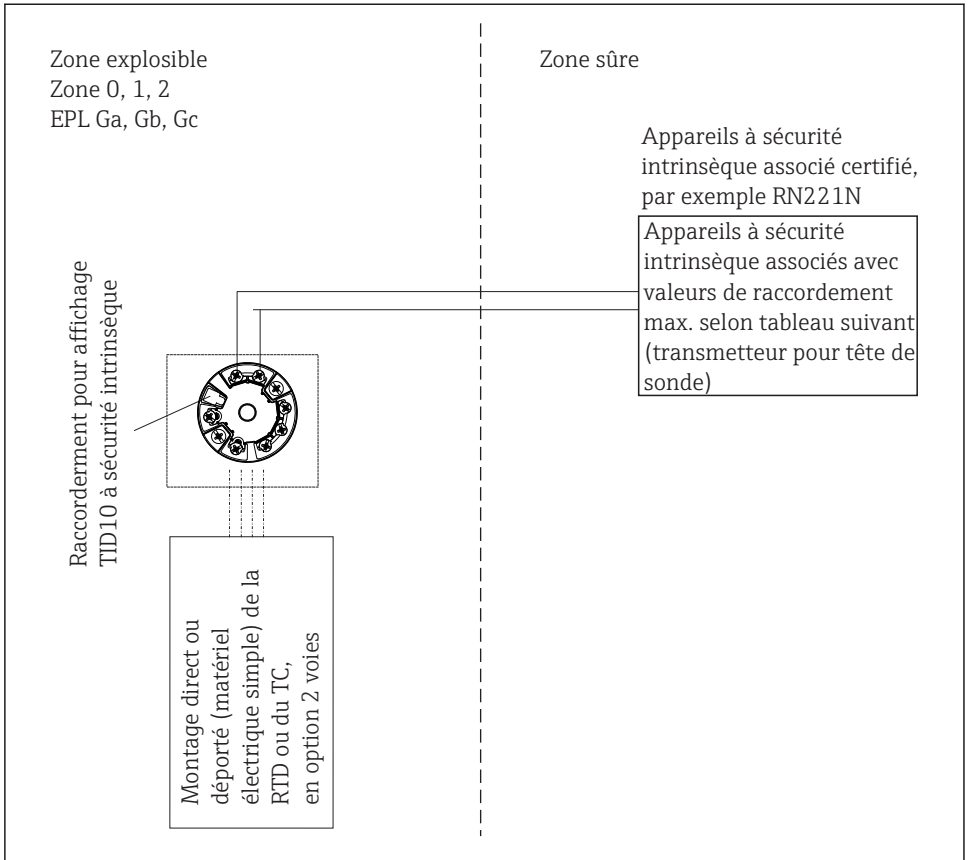 Zone explosible
Zone 0, 1, 2
EPL Ga, Gb, Gc
Zone sûre
Appareils à sécurité
intrinsèque associé certifié,
par exemple RN221N
Appareils à sécurité
intrinsèque associés avec
valeurs de raccordement
max. selon tableau suivant
(transmetteur pour tête de
sonde)
Raccorderment pour affichage
TID10 à sécurité intrinsèque
Montage direct ou
déporté (matériel
électrique simple) de la
RTD ou du TC,
en option 2 voies